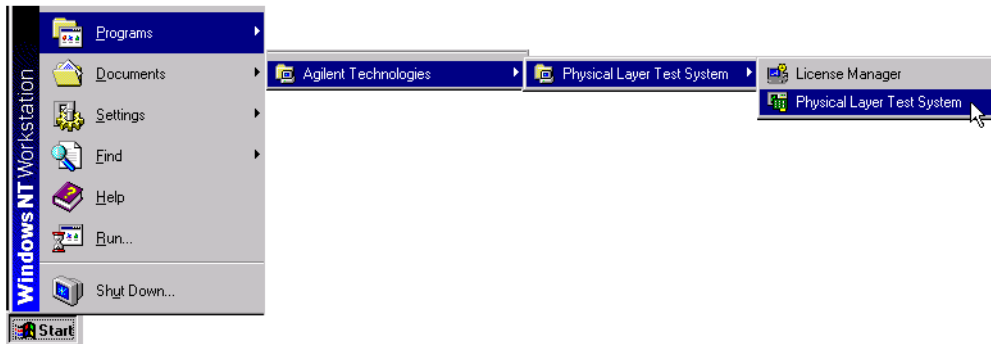 Programs
Documents
Settings
Find
Help
Run...
Shut Down...
Windows NT Workstation
Start
Agilent Technologies
Physical Layer Test System
License Manager
Physical Layer Test System